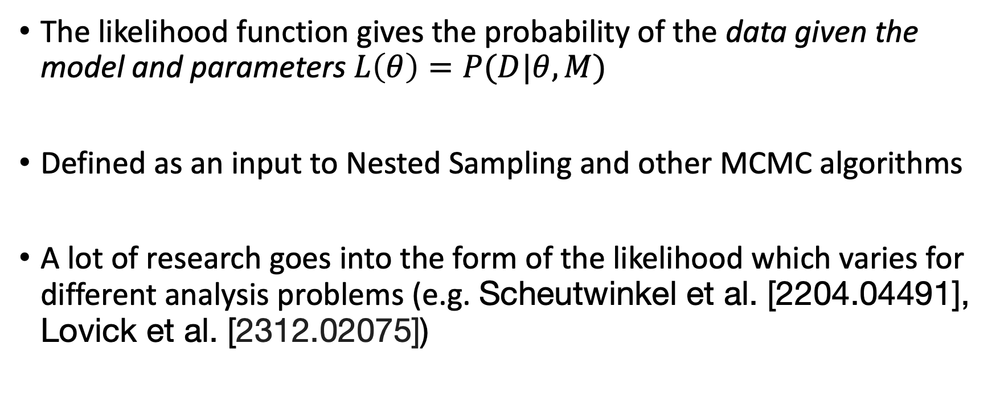 • The likelihood function gives the probability of the data given the
model and parameters L(θ) = P(D|θ, M)
• Defined as an input to Nested Sampling and other MCMC algorithms
• A lot of research goes into the form of the likelihood which varies for
different analysis problems (e.g. Scheutwinkel et al. [2204.04491],
Lovick et al. [2312.02075])